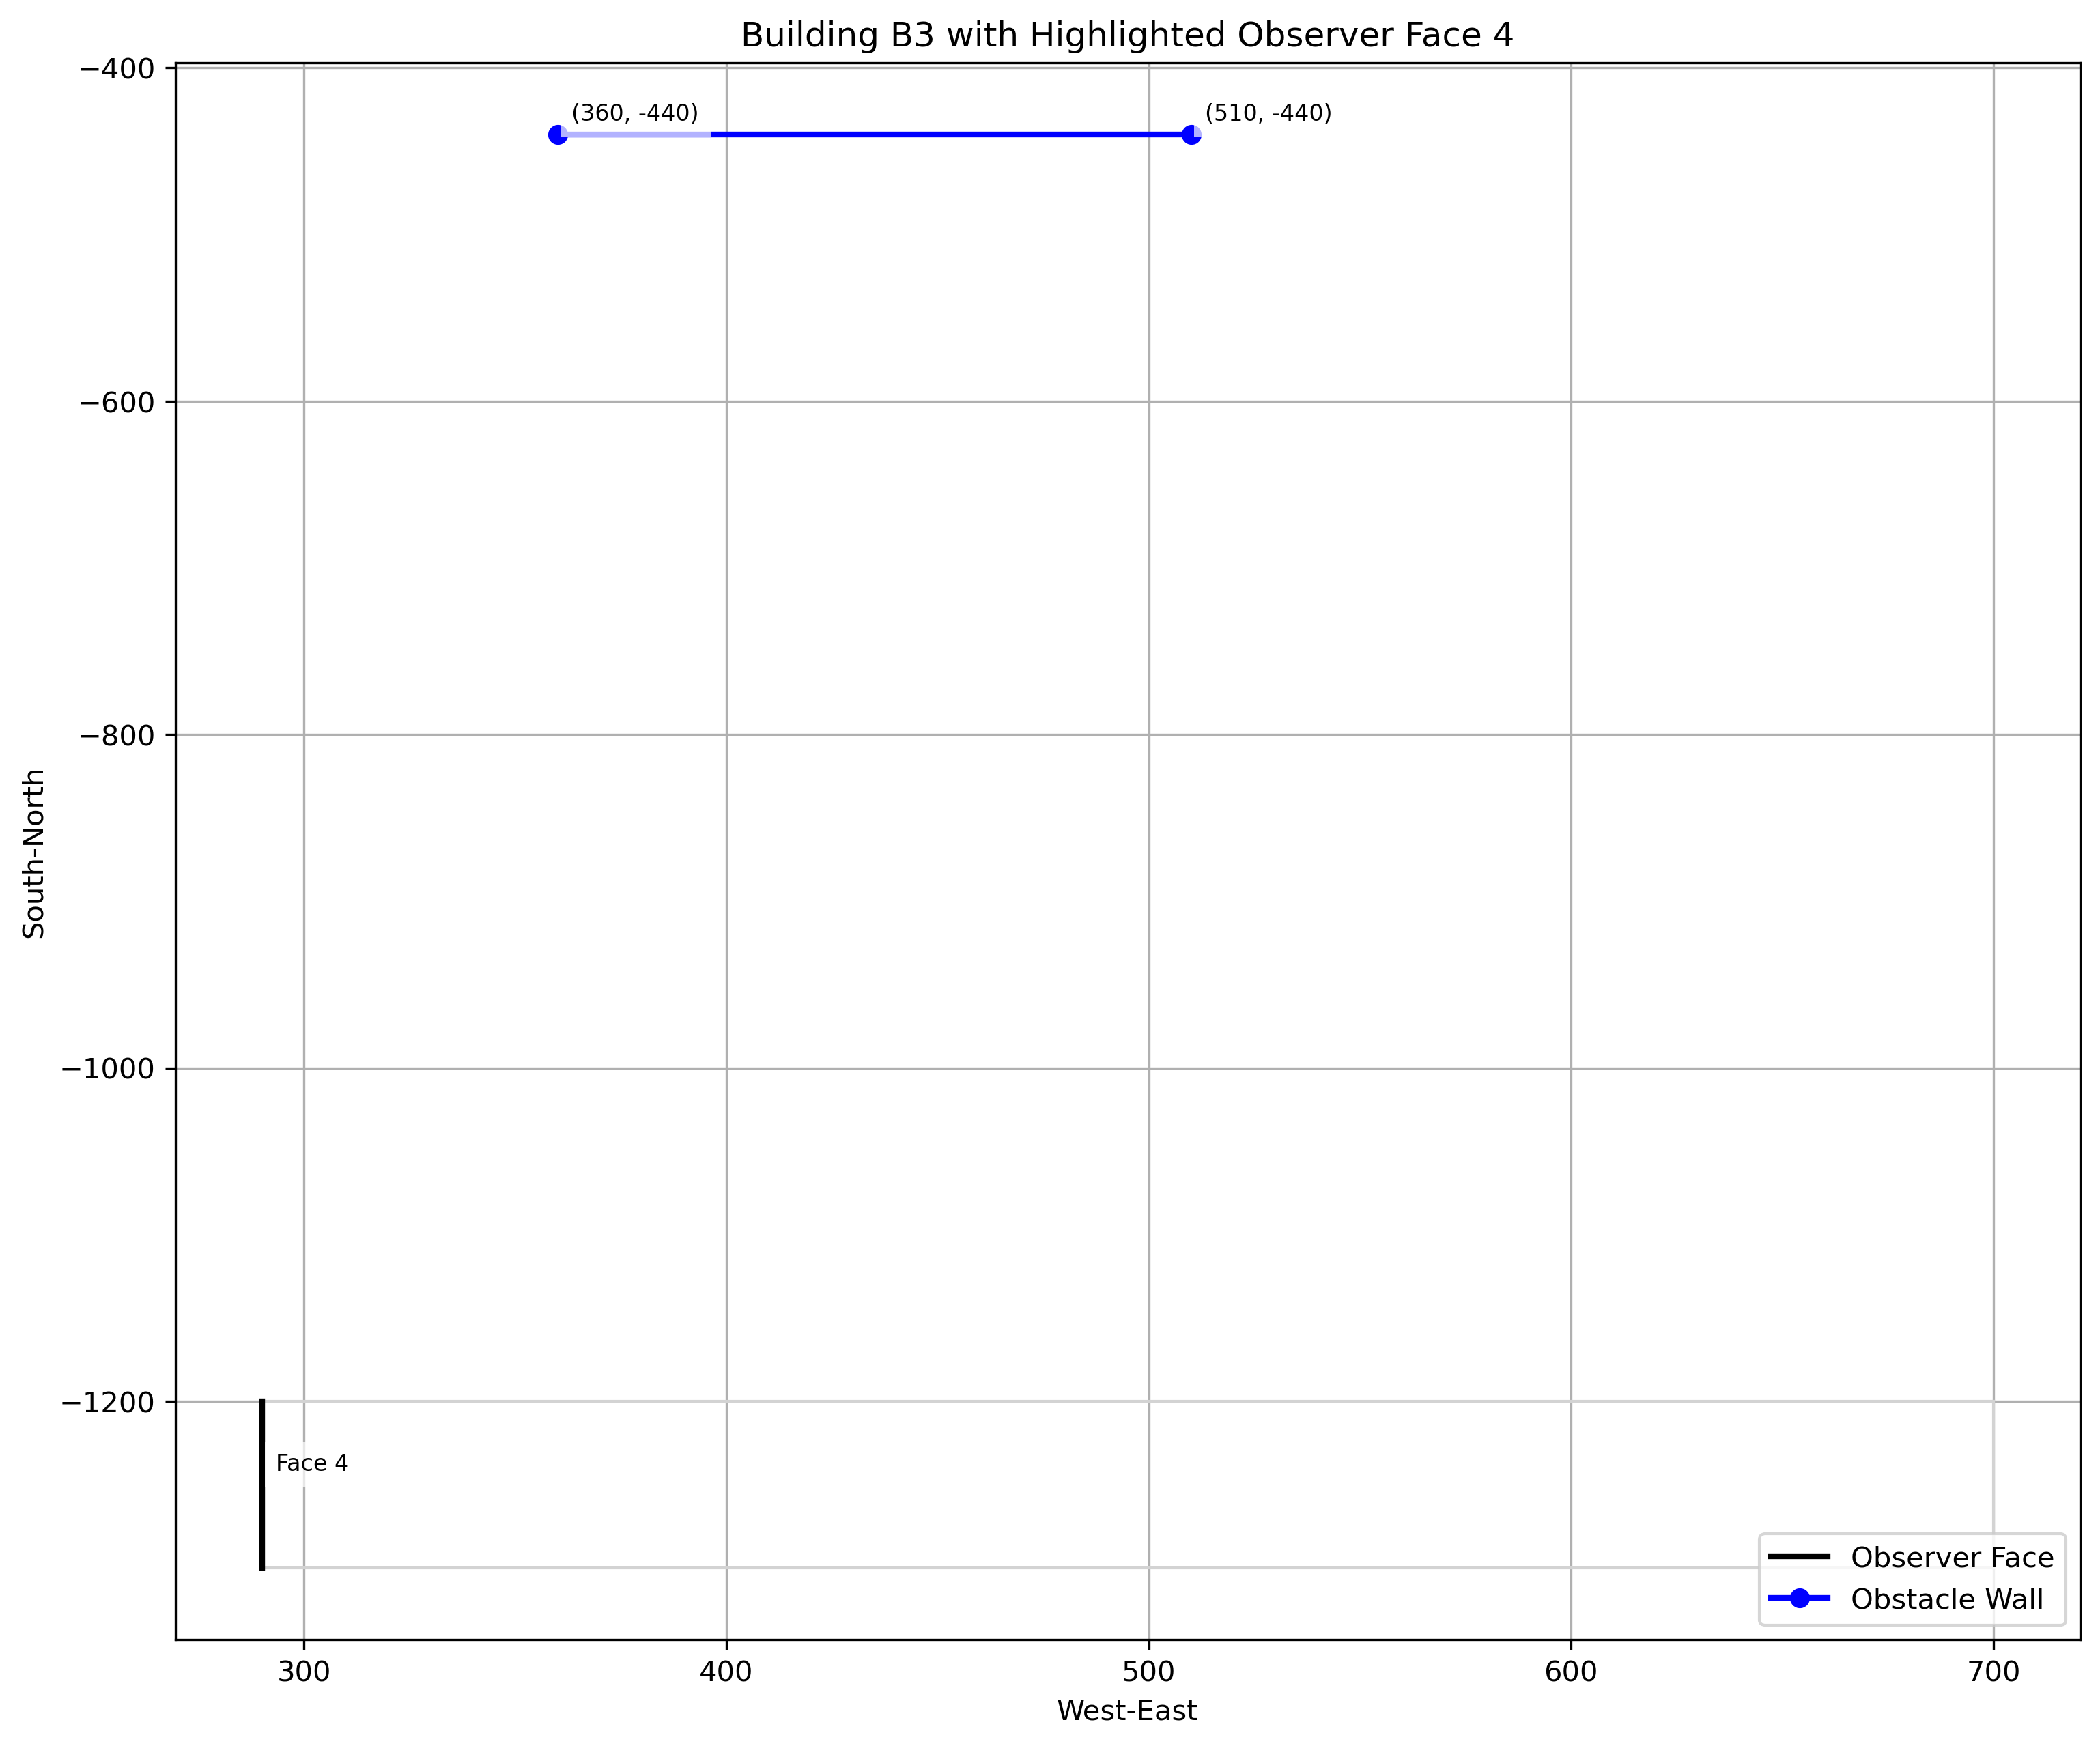 Building B3 with Highlighted Observer Face 4
−400
(360, -440)
(510, -440)
−600
−800
−1000
−1200
South-North
Face 4
Observer Face
Obstacle Wall
300
400
500
600
700
West-East